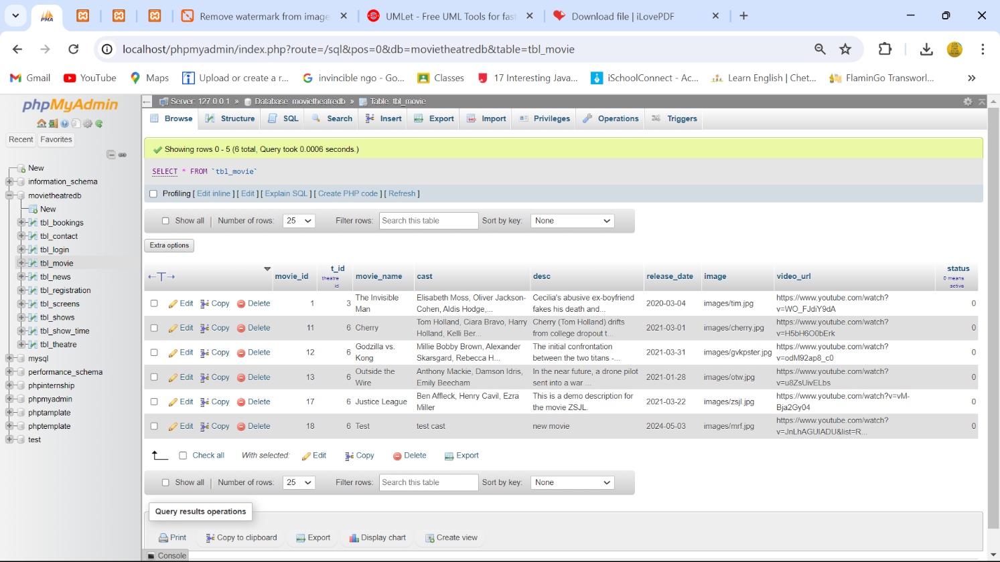 PMA
Remove watermark from image
UMLet - Free UML Tools for fast
Download file | iLovePDF
localhost/phpmyadmin/index.php?route=/sql&pos=0&db=movietheatredb&table=tbl_movie
Gmail YouTube Maps Upload or create a r... invincible ngo - Go... Classes 17 Interesting Java... iSchoolConnect - Ac... Learn English | Chet... FlaminGo Transworl... »
phpMyAdmin
Recent Favorites
New
information_schema
movietheatredb
New
tbl_bookings
tbl_contact
tbl_login
tbl_movie
tbl_news
tbl_registration
tbl_screens
tbl_shows
tbl_show_time
tbl_theatre
mysql
performance_schema
phpinternship
phpmyadmin
phptamplate
phptemplate
test
Server: 127.0.0.1 » Database: movietheatredb » Table: tbl_movie
Browse Structure SQL Search Insert Export Import Privileges Operations Triggers
Showing rows 0 - 5 (6 total, Query took 0.0006 seconds.)
SELECT * FROM `tbl_movie`
Profiling [ Edit inline ] [ Edit ] [ Explain SQL ] [ Create PHP code ] [ Refresh ]
Show all | Number of rows: 25 Filter rows: Search this table Sort by key: None
Extra options
←T→ movie_id t_id theatre id movie_name cast desc release_date image video_url status 0 means active
Edit Copy Delete 1 3 The Invisible Man Elisabeth Moss, Oliver Jackson-Cohen, Aldis Hodge,... Cecilia's abusive ex-boyfriend fakes his death and... 2020-03-04 images/tim.jpg https://www.youtube.com/watch?v=WO_FJdiY9dA 0
Edit Copy Delete 11 6 Cherry Tom Holland, Ciara Bravo, Harry Holland, Kelli Ber... Cherry (Tom Holland) drifts from college dropout t... 2021-03-01 images/cherry.jpg https://www.youtube.com/watch?v=H5bH6O0bErk 0
Edit Copy Delete 12 6 Godzilla vs. Kong Millie Bobby Brown, Alexander Skarsgard, Rebecca H... The initial confrontation between the two titans -... 2021-03-31 images/gvkpster.jpg https://www.youtube.com/watch?v=odM92ap8_c0 0
Edit Copy Delete 13 6 Outside the Wire Anthony Mackie, Damson Idris, Emily Beecham In the near future, a drone pilot sent into a war ... 2021-01-28 images/otw.jpg https://www.youtube.com/watch?v=u8ZsUivELbs 0
Edit Copy Delete 17 6 Justice League Ben Affleck, Henry Cavil, Ezra Miller This is a demo description for the movie ZSJL. 2021-03-22 images/zsjl.jpg https://www.youtube.com/watch?v=vM-Bja2Gy04 0
Edit Copy Delete 18 6 Test test cast new movie 2024-05-03 images/mrf.jpg https://www.youtube.com/watch?v=JnLhAGUIADU&list=R... 0
Check all With selected: Edit Copy Delete Export
Show all | Number of rows: 25 Filter rows: Search this table Sort by key: None
Query results operations
Print Copy to clipboard Export Display chart Create view
Console